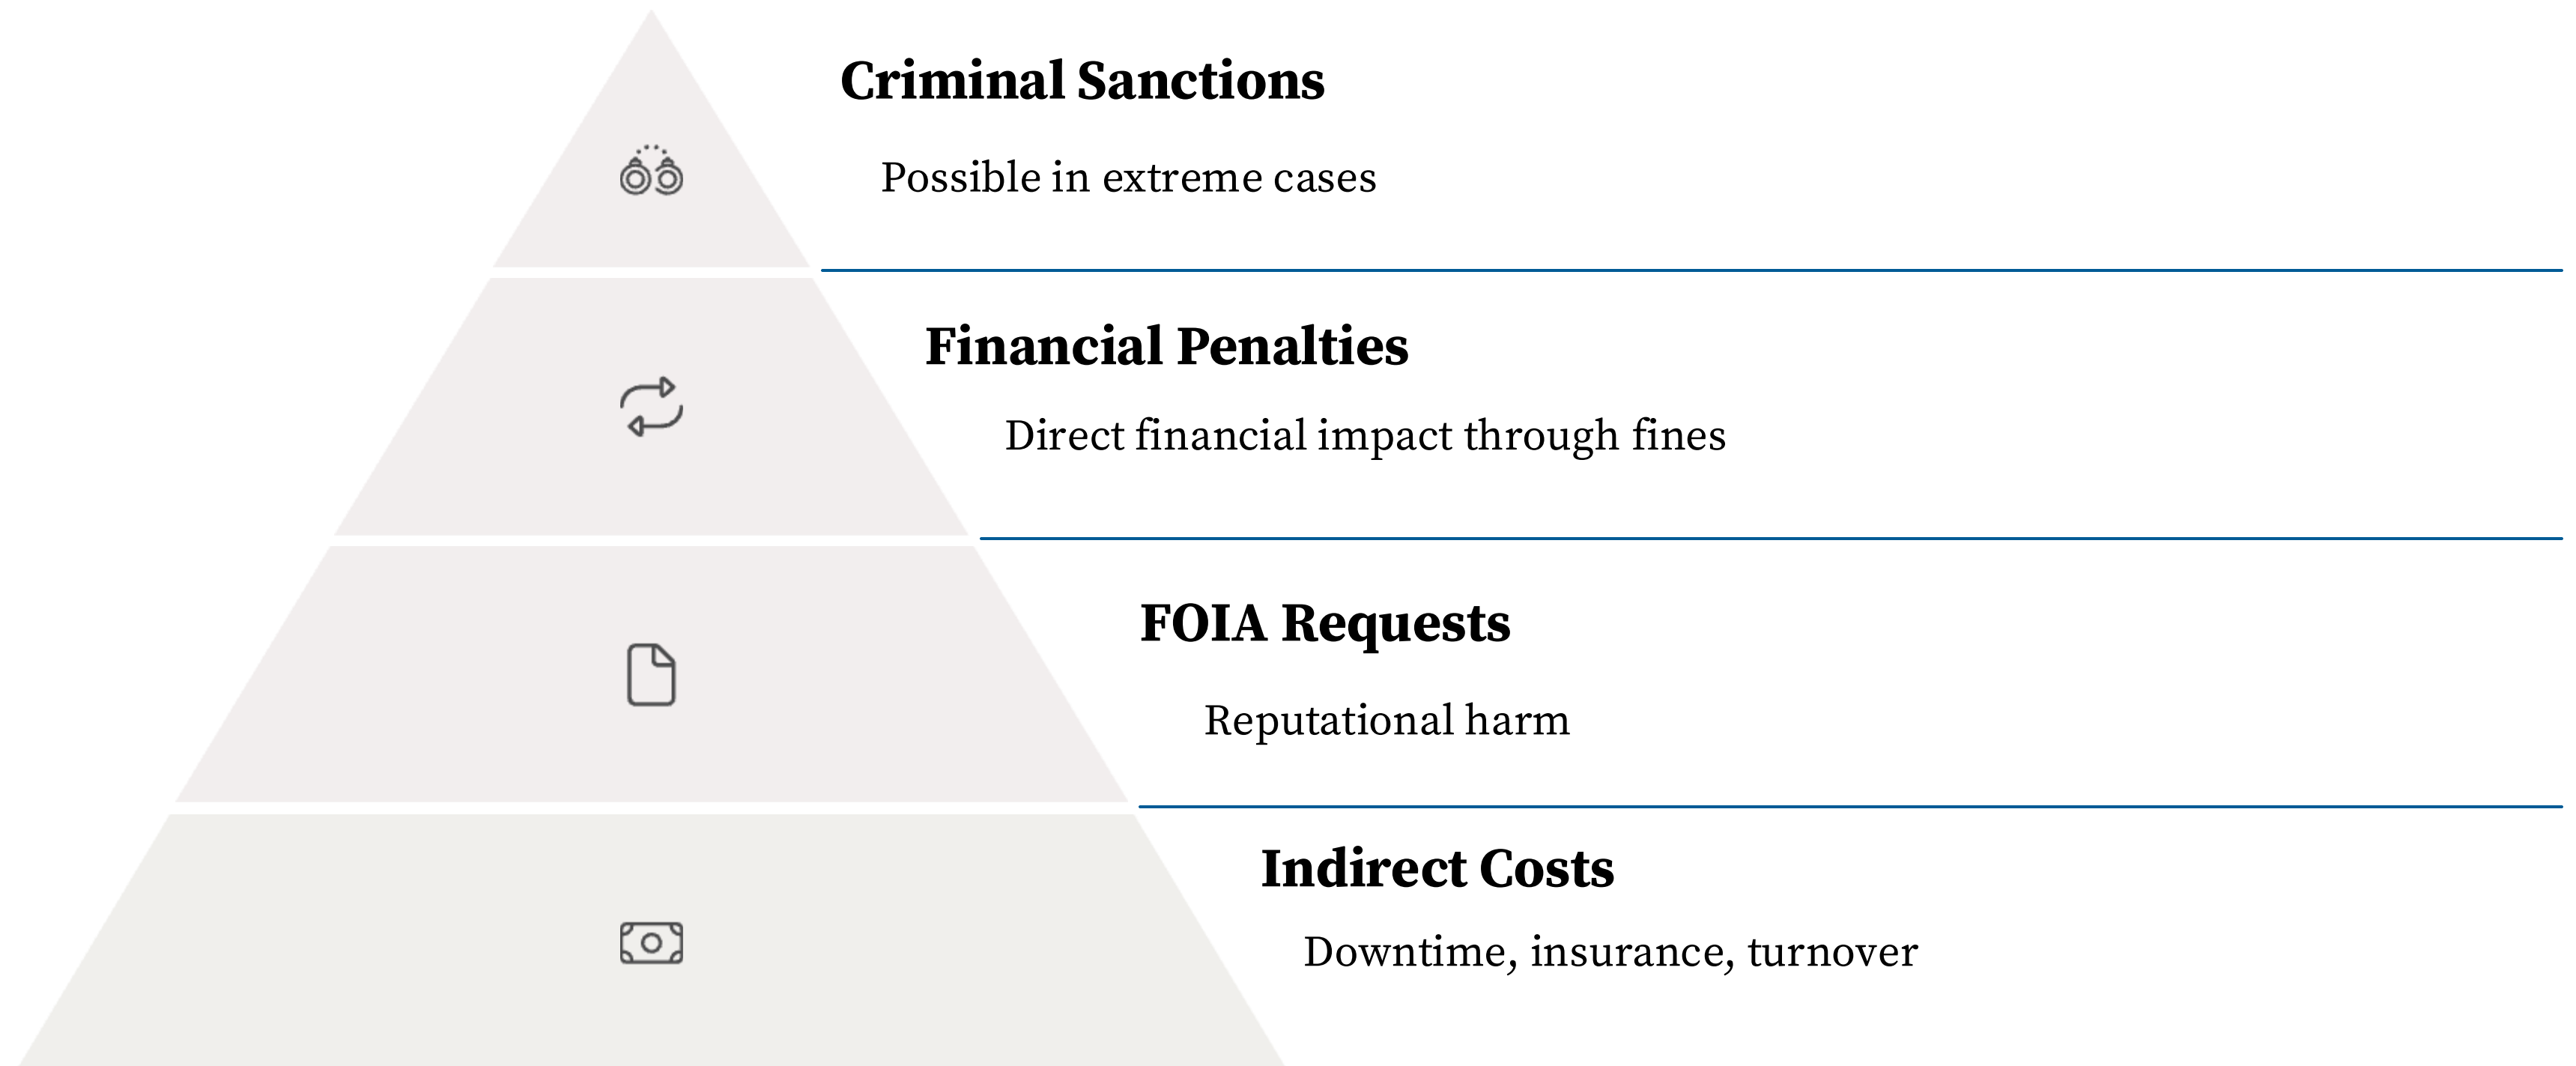 Criminal Sanctions
Possible in extreme cases
Financial Penalties
Direct financial impact through fines
FOIA Requests
Reputational harm
Indirect Costs
Downtime, insurance, turnover